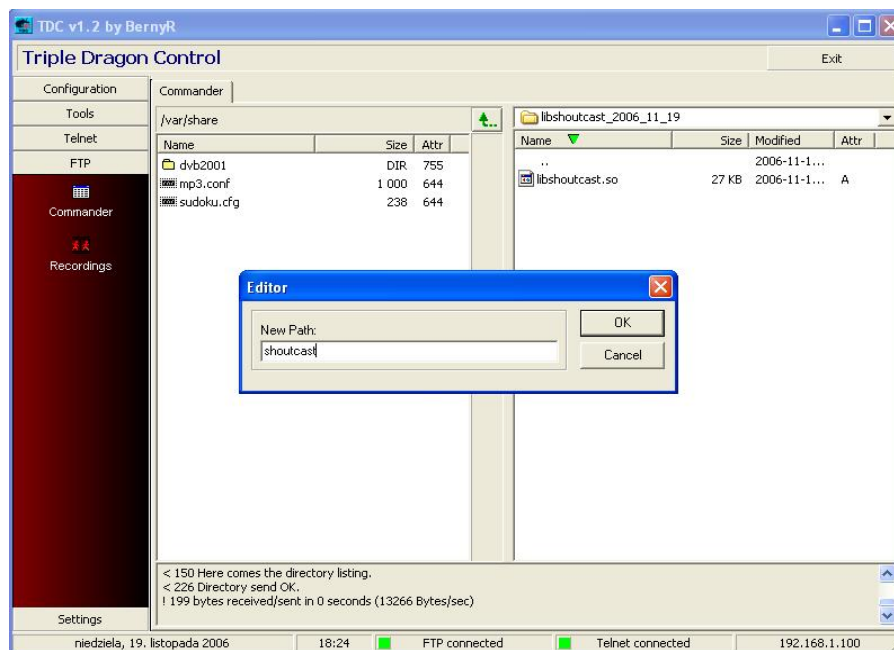 TDC v1.2 by BernyR
Triple Dragon Control
Exit
Configuration
Tools
Telnet
FTP
Commander
Recordings
Settings
Commander
/var/share
Name Size Attr
dvb2001 DIR 755
mp3.conf 1 000 644
sudoku.cfg 238 644
libshoutcast_2006_11_19
Name Size Modified Attr
.. 2006-11-1...
libshoutcast.so 27 KB 2006-11-1... A
Editor
New Path:
shoutcast
OK
Cancel
< 150 Here comes the directory listing.
< 226 Directory send OK.
! 199 bytes received/sent in 0 seconds (13266 Bytes/sec)
niedziela, 19. listopada 2006 18:24 FTP connected Telnet connected 192.168.1.100